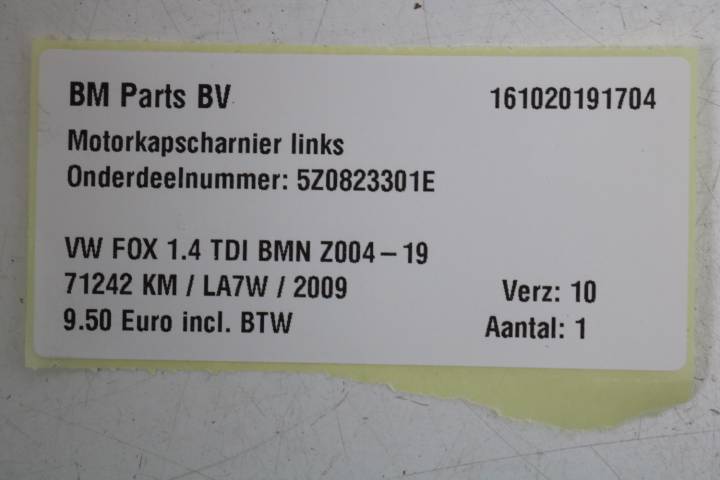 BM Parts BV 161020191704
Motorkapscharnier links
Onderdeelnummer: 5Z0823301E
VW FOX 1.4 TDI BMN Z004-19
71242 KM / LA7W / 2009 Verz: 10
9.50 Euro incl. BTW Aantal: 1